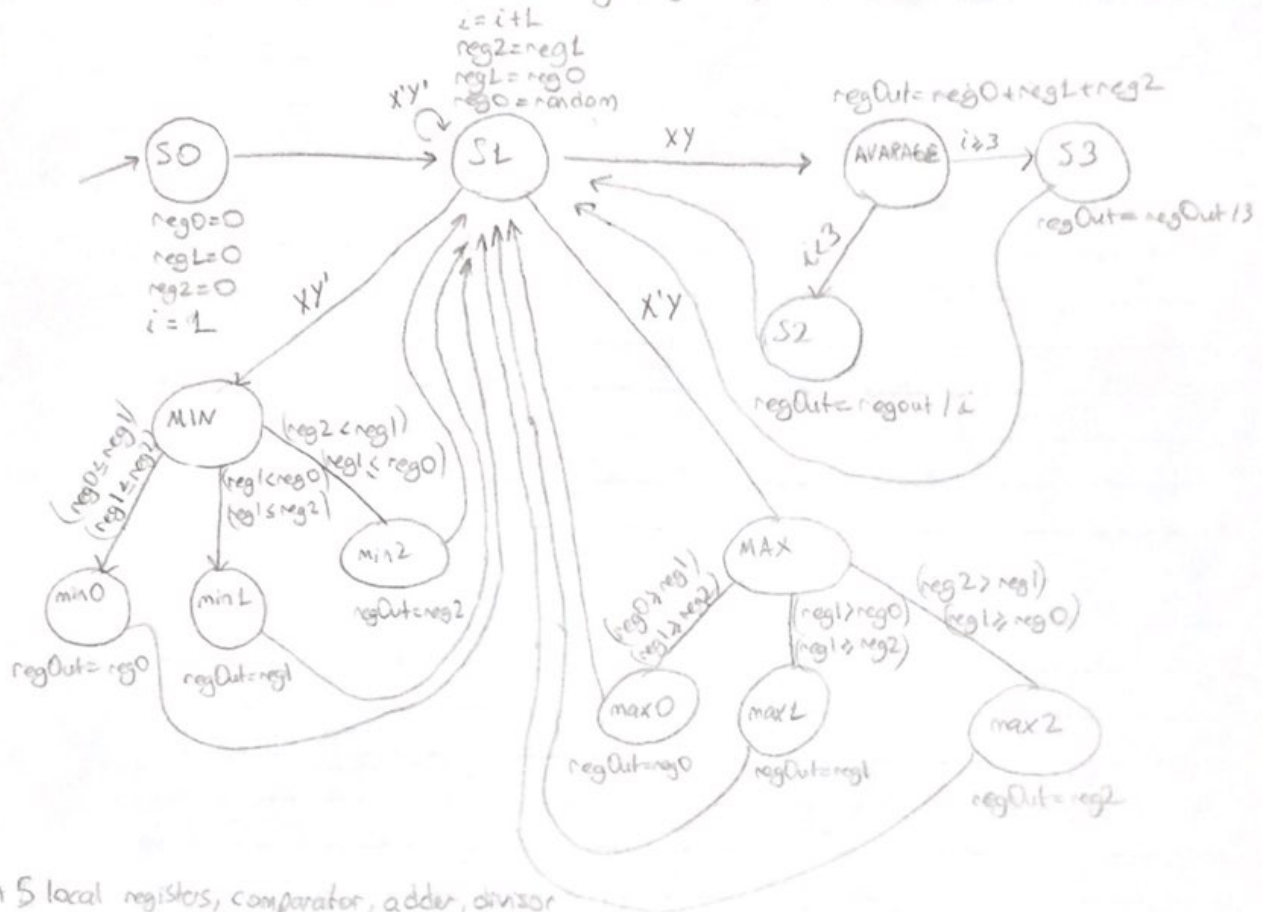 i = i+1
reg2 = reg1
reg1 = reg0
reg0 = random
X'Y'
S0
S1
XY
regOut = reg0 + reg1 + reg2
AVARAGE
i≥3
S3
regOut = regOut / 3
reg0 = 0
reg1 = 0
reg2 = 0
i = 1
i<3
S2
regOut = regout / i
XY'
X'Y
MIN
(reg0 ≤ reg1)
(reg1 ≤ reg2)
(reg1 < reg0)
(reg1 ≤ reg2)
(reg2 < reg1)
(reg1 ≤ reg0)
min0
min1
min2
regOut = reg0
regOut = reg1
regOut = reg2
MAX
(reg0 ≥ reg1)
(reg1 ≥ reg2)
(reg1 > reg0)
(reg1 ≥ reg2)
(reg2 > reg1)
(reg1 ≥ reg0)
max0
max1
max2
regOut = reg0
regOut = reg1
regOut = reg2
5 local registers, comparator, adder, divisor